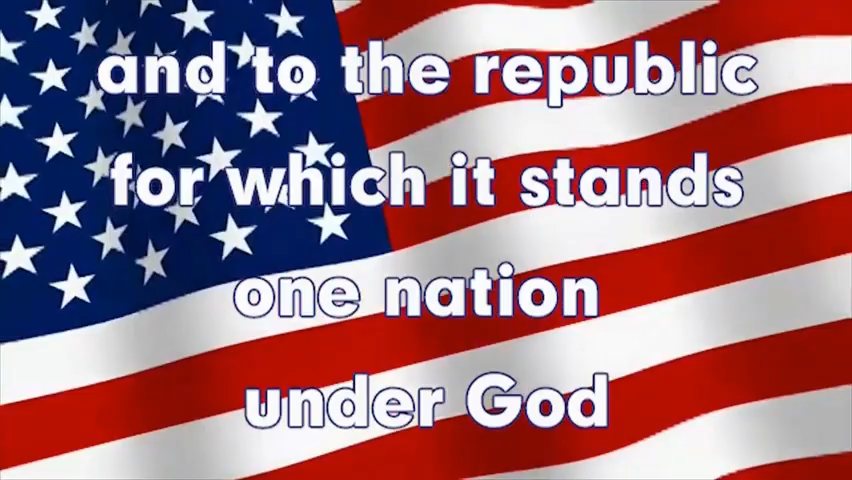 and to the republic
for which it stands
one nation
under God